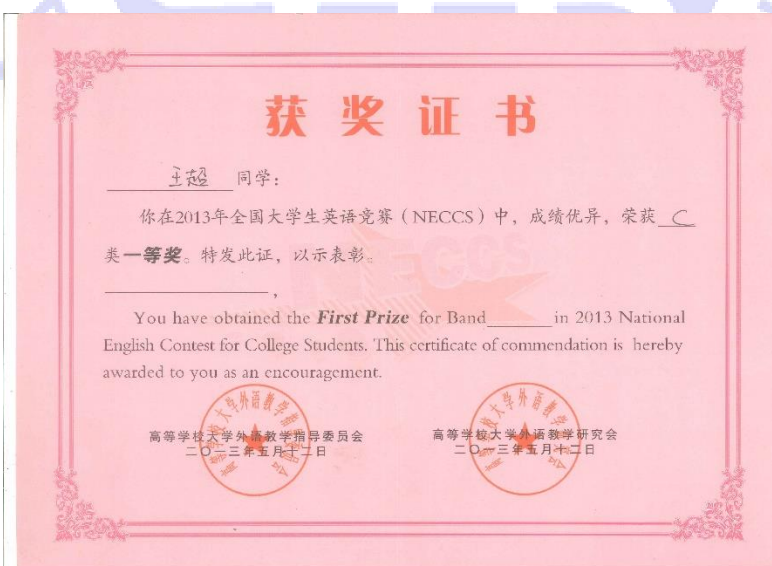 获奖证书
王超 同学：
你在2013年全国大学生英语竞赛（NECCS）中，成绩优异，荣获 C
类一等奖。特发此证，以示表彰。
NECCS
________________,
You have obtained the First Prize for Band______ in 2013 National
English Contest for College Students. This certificate of commendation is hereby
awarded to you as an encouragement.
高等学校大学外语教学指导委员会
二〇一三年五月十二日
高等学校大学外语教学研究会
二〇一三年五月十二日